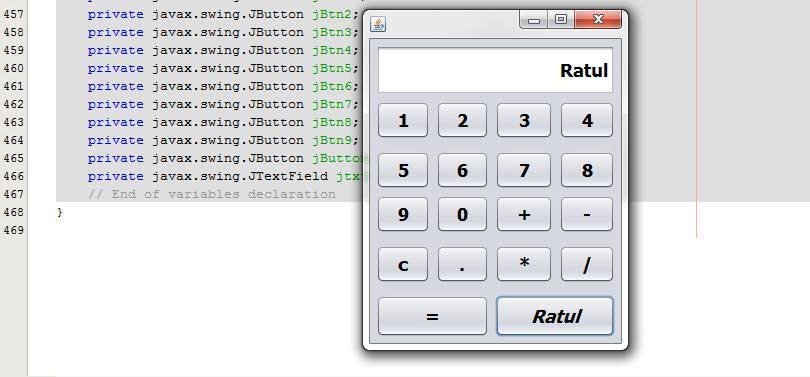 457 private javax.swing.JButton jBtn2;
458 private javax.swing.JButton jBtn3;
459 private javax.swing.JButton jBtn4;
460 private javax.swing.JButton jBtn5;
461 private javax.swing.JButton jBtn6;
462 private javax.swing.JButton jBtn7;
463 private javax.swing.JButton jBtn8;
464 private javax.swing.JButton jBtn9;
465 private javax.swing.JButton jButton
466 private javax.swing.JTextField jtx
467 // End of variables declaration
468 }
469
Ratul
1 2 3 4
5 6 7 8
9 0 + -
c . * /
= Ratul